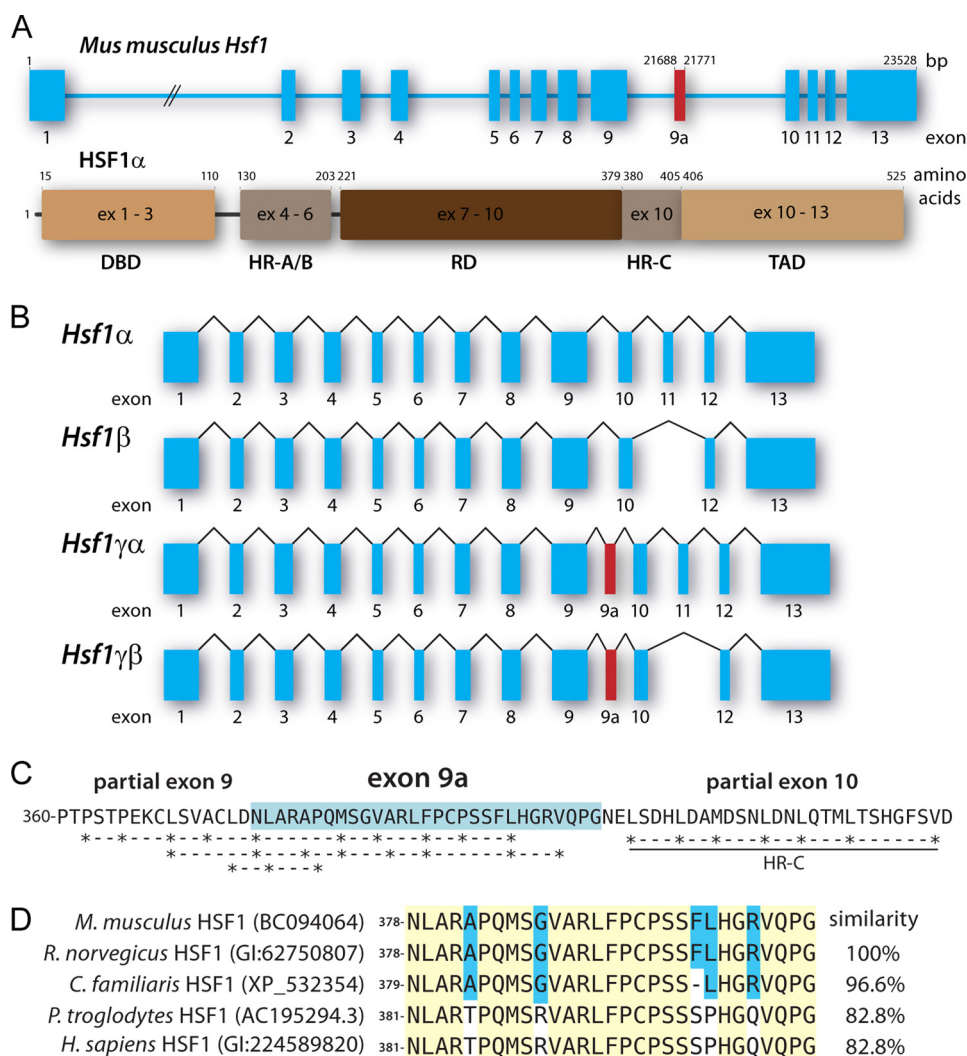 A
Mus musculus Hsf1
1 21688 21771 23528 bp
1 2 3 4 5 6 7 8 9 9a 10 11 12 13 exon
HSF1α
15 110 130 203 221 379 380 405 406 525 amino acids
1 ex 1 - 3 ex 4 - 6 ex 7 - 10 ex 10 ex 10 - 13
DBD HR-A/B RD HR-C TAD
B
Hsf1α
exon 1 2 3 4 5 6 7 8 9 10 11 12 13
Hsf1β
exon 1 2 3 4 5 6 7 8 9 10 12 13
Hsf1γα
exon 1 2 3 4 5 6 7 8 9 9a 10 11 12 13
Hsf1γβ
exon 1 2 3 4 5 6 7 8 9 9a 10 12 13
C
partial exon 9 exon 9a partial exon 10
360-PTPSTPEKCLSVACLDNLARAPQMSGVARLFPCPSSFLHGRVQPGNELSDHLDAMDSNLDNLQTMLTSHGFSVD
*--*---*--*---*--*---*--*---*--*---* *---*--*---*--*---*--*---*
*---*--*---*--*---*--*------*---* HR-C
*--*---*
D
M. musculus HSF1 (BC094064) 378-NLARAPQMSGVARLFPCPSSFLHGRVQPG similarity
R. norvegicus HSF1 (GI:62750807) 378-NLARAPQMSGVARLFPCPSSFLHGRVQPG 100%
C. familiaris HSF1 (XP_532354) 379-NLARAPQMSGVARLFPCPSS-LHGRVQPG 96.6%
P. troglodytes HSF1 (AC195294.3) 381-NLARTPQMSRVARLFPCPSSSPHGQVQPG 82.8%
H. sapiens HSF1 (GI:224589820) 381-NLARTPQMSRVARLFPCPSSSPHGQVQPG 82.8%